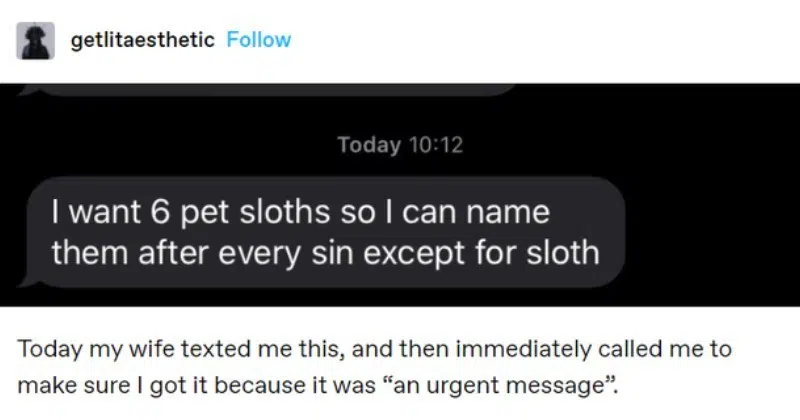 getlitaesthetic Follow
Today 10:12
I want 6 pet sloths so I can name
them after every sin except for sloth
Today my wife texted me this, and then immediately called me to
make sure I got it because it was “an urgent message”.